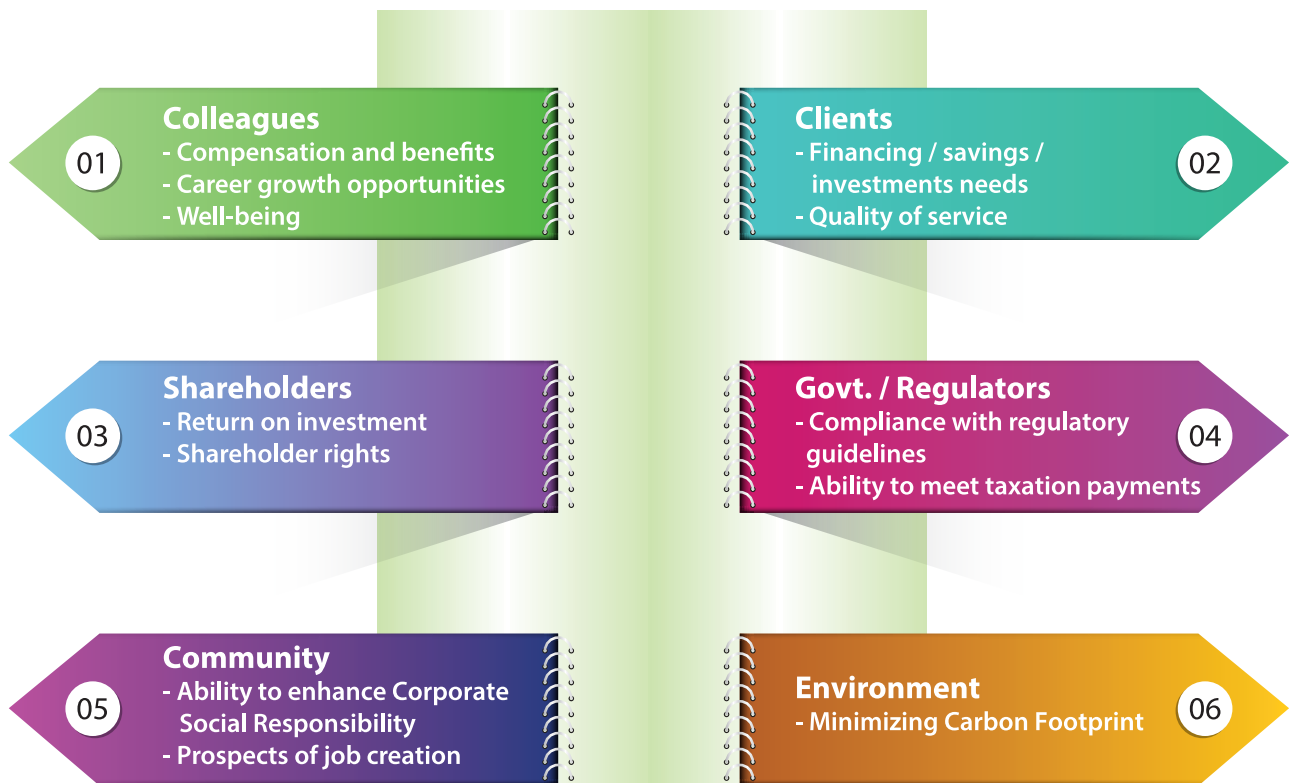 01
Colleagues
- Compensation and benefits
- Career growth opportunities
- Well-being
02
Clients
- Financing / savings /
investments needs
- Quality of service
03
Shareholders
- Return on investment
- Shareholder rights
04
Govt. / Regulators
- Compliance with regulatory
guidelines
- Ability to meet taxation payments
05
Community
- Ability to enhance Corporate
Social Responsibility
- Prospects of job creation
06
Environment
- Minimizing Carbon Footprint